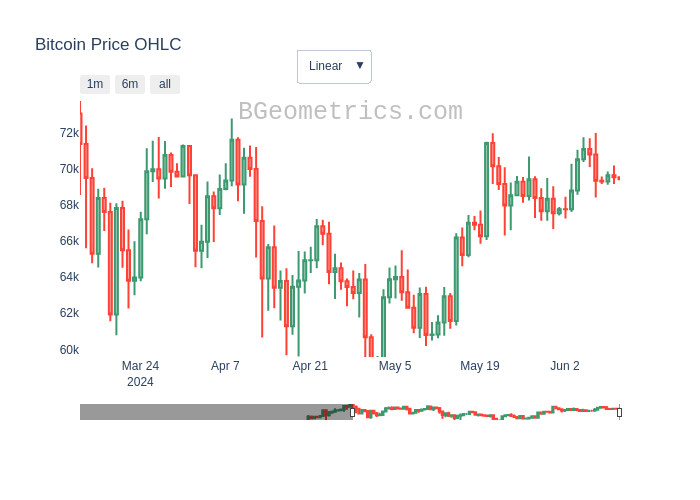 Bitcoin Price OHLC
Linear ▼
1m 6m all
BGeometrics.com
72k
70k
68k
66k
64k
62k
60k
Mar 24 Apr 7 Apr 21 May 5 May 19 Jun 2
2024